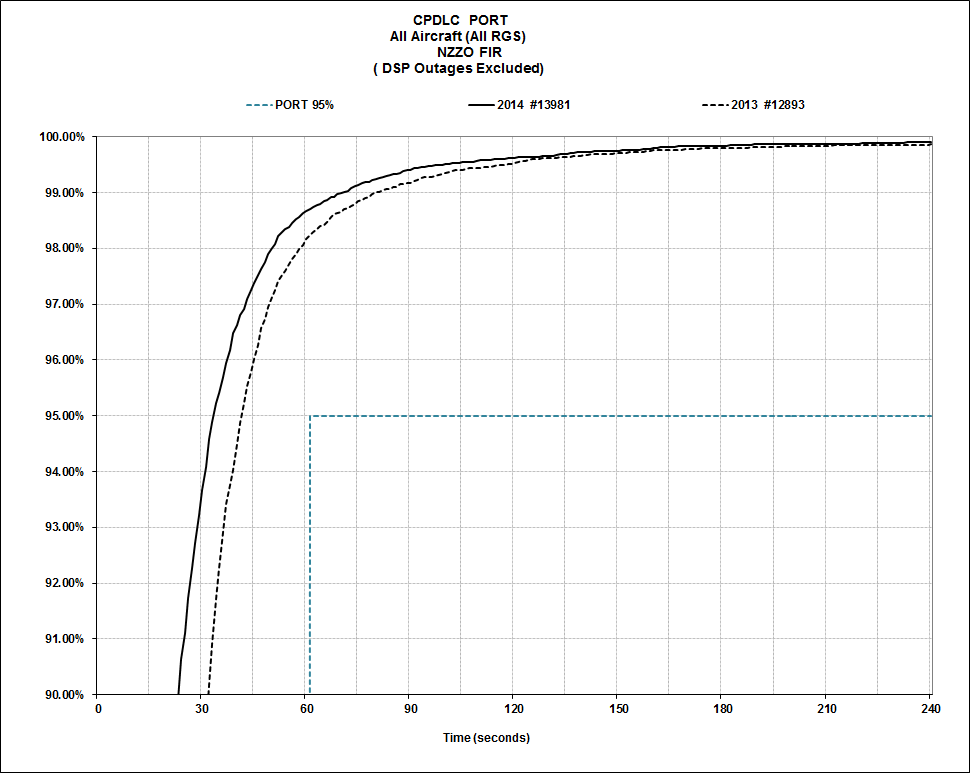 CPDLC PORT
All Aircraft (All RGS)
NZZO FIR
( DSP Outages Excluded)
PORT 95% 2014 #13981 2013 #12893
100.00%
99.00%
98.00%
97.00%
96.00%
95.00%
94.00%
93.00%
92.00%
91.00%
90.00%
0 30 60 90 120 150 180 210 240
Time (seconds)